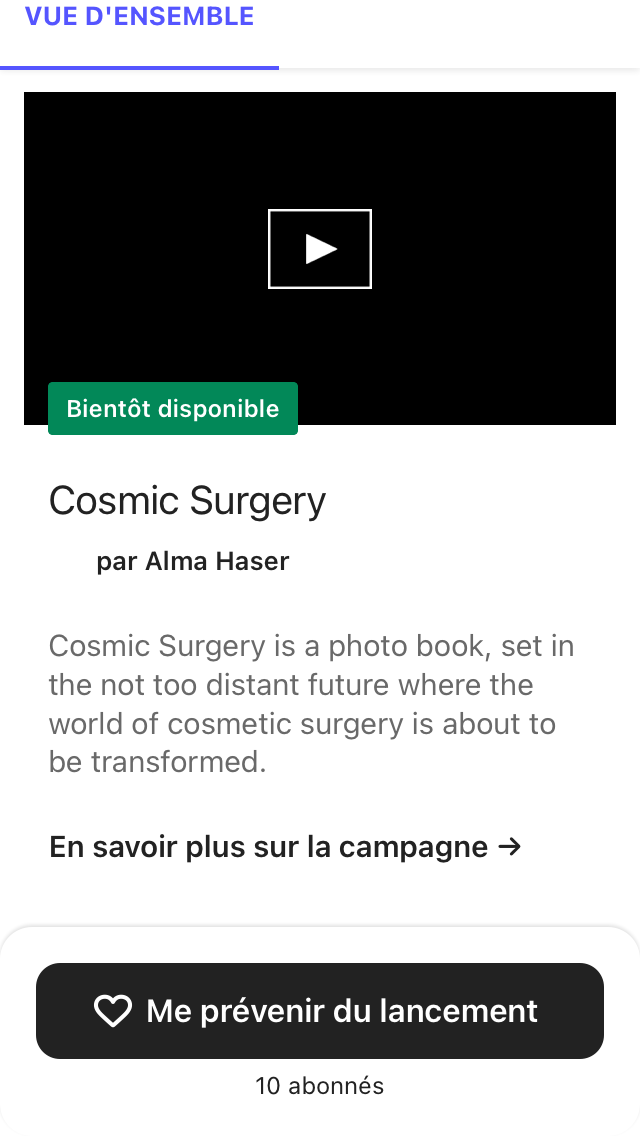 VUE D'ENSEMBLE
Bientôt disponible
Cosmic Surgery
par Alma Haser
Cosmic Surgery is a photo book, set in
the not too distant future where the
world of cosmetic surgery is about to
be transformed.
En savoir plus sur la campagne →
Me prévenir du lancement
10 abonnés